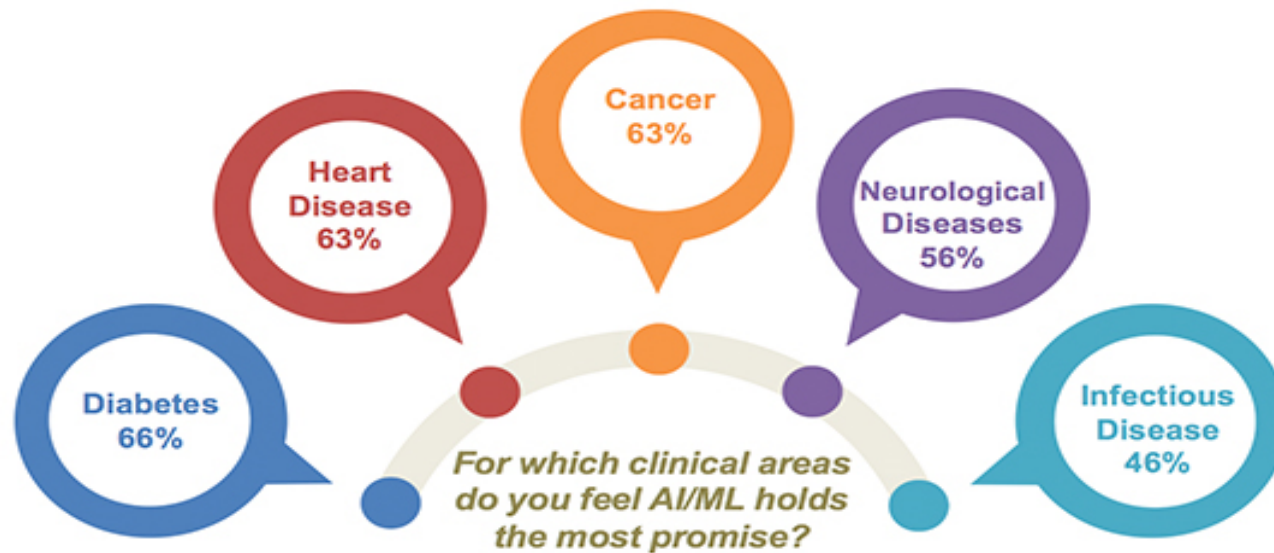 Diabetes
66%
Heart
Disease
63%
Cancer
63%
Neurological
Diseases
56%
Infectious
Disease
46%
For which clinical areas
do you feel AI/ML holds
the most promise?